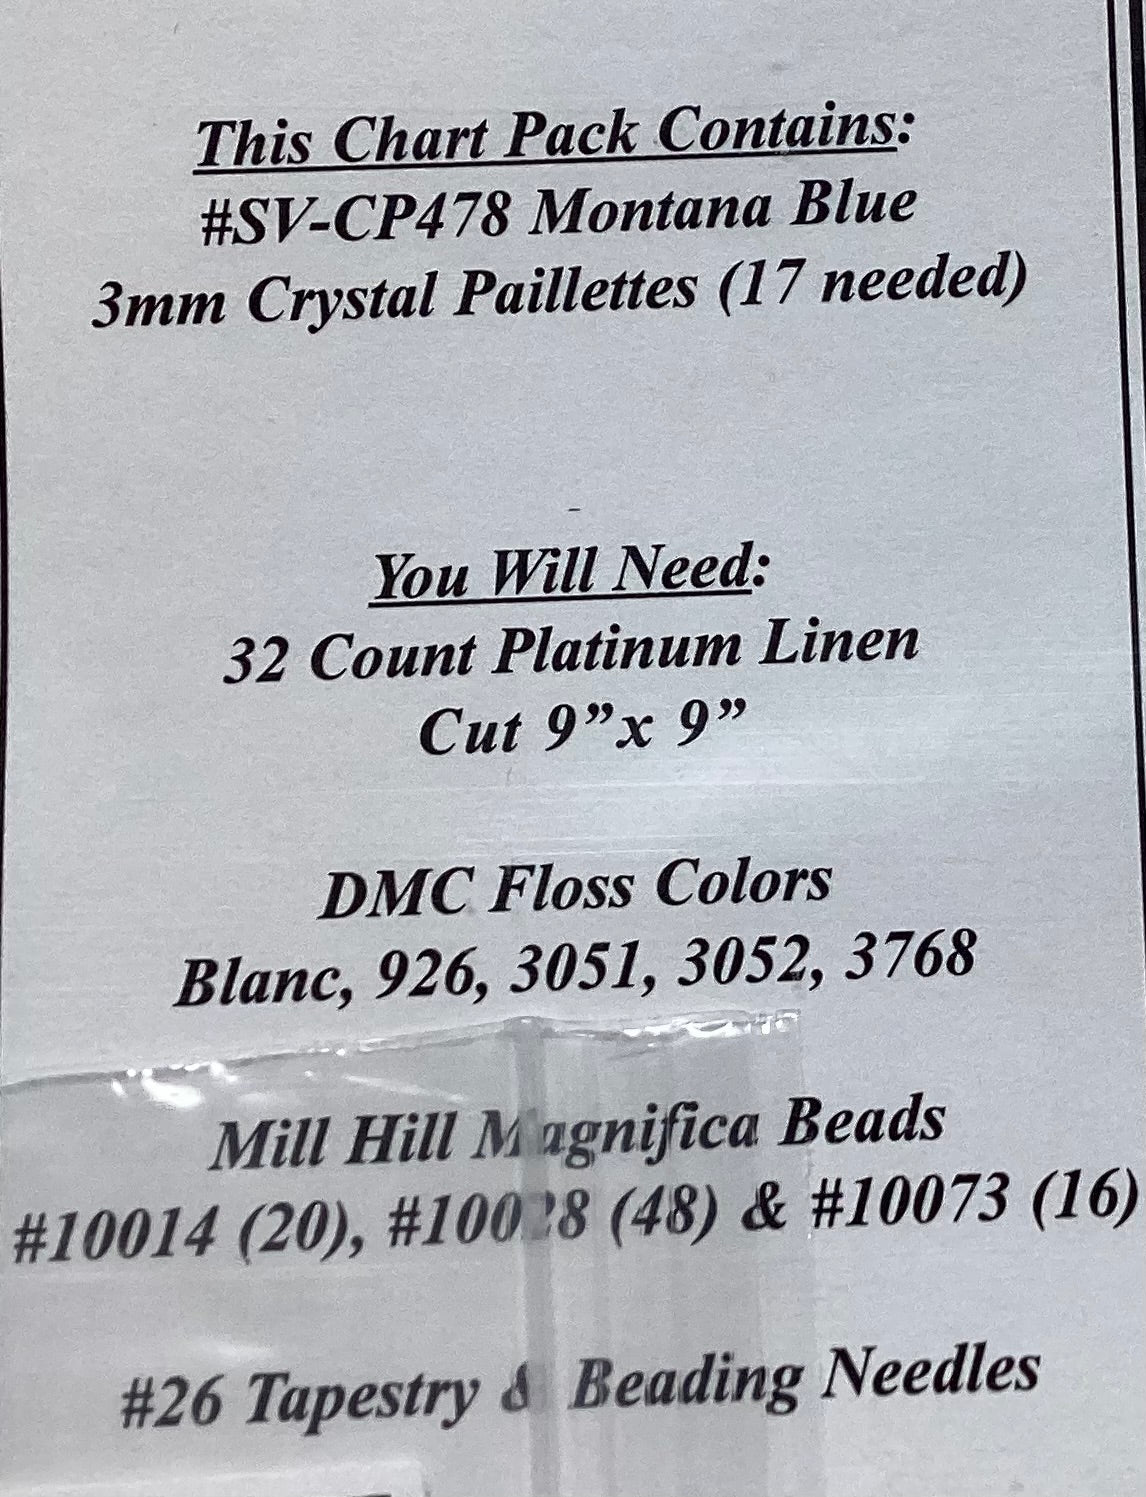 This Chart Pack Contains:
#SV-CP478 Montana Blue
3mm Crystal Paillettes (17 needed)
You Will Need:
32 Count Platinum Linen
Cut 9”x 9”
DMC Floss Colors
Blanc, 926, 3051, 3052, 3768
Mill Hill Magnifica Beads
#10014 (20), #10028 (48) & #10073 (16)
#26 Tapestry & Beading Needles